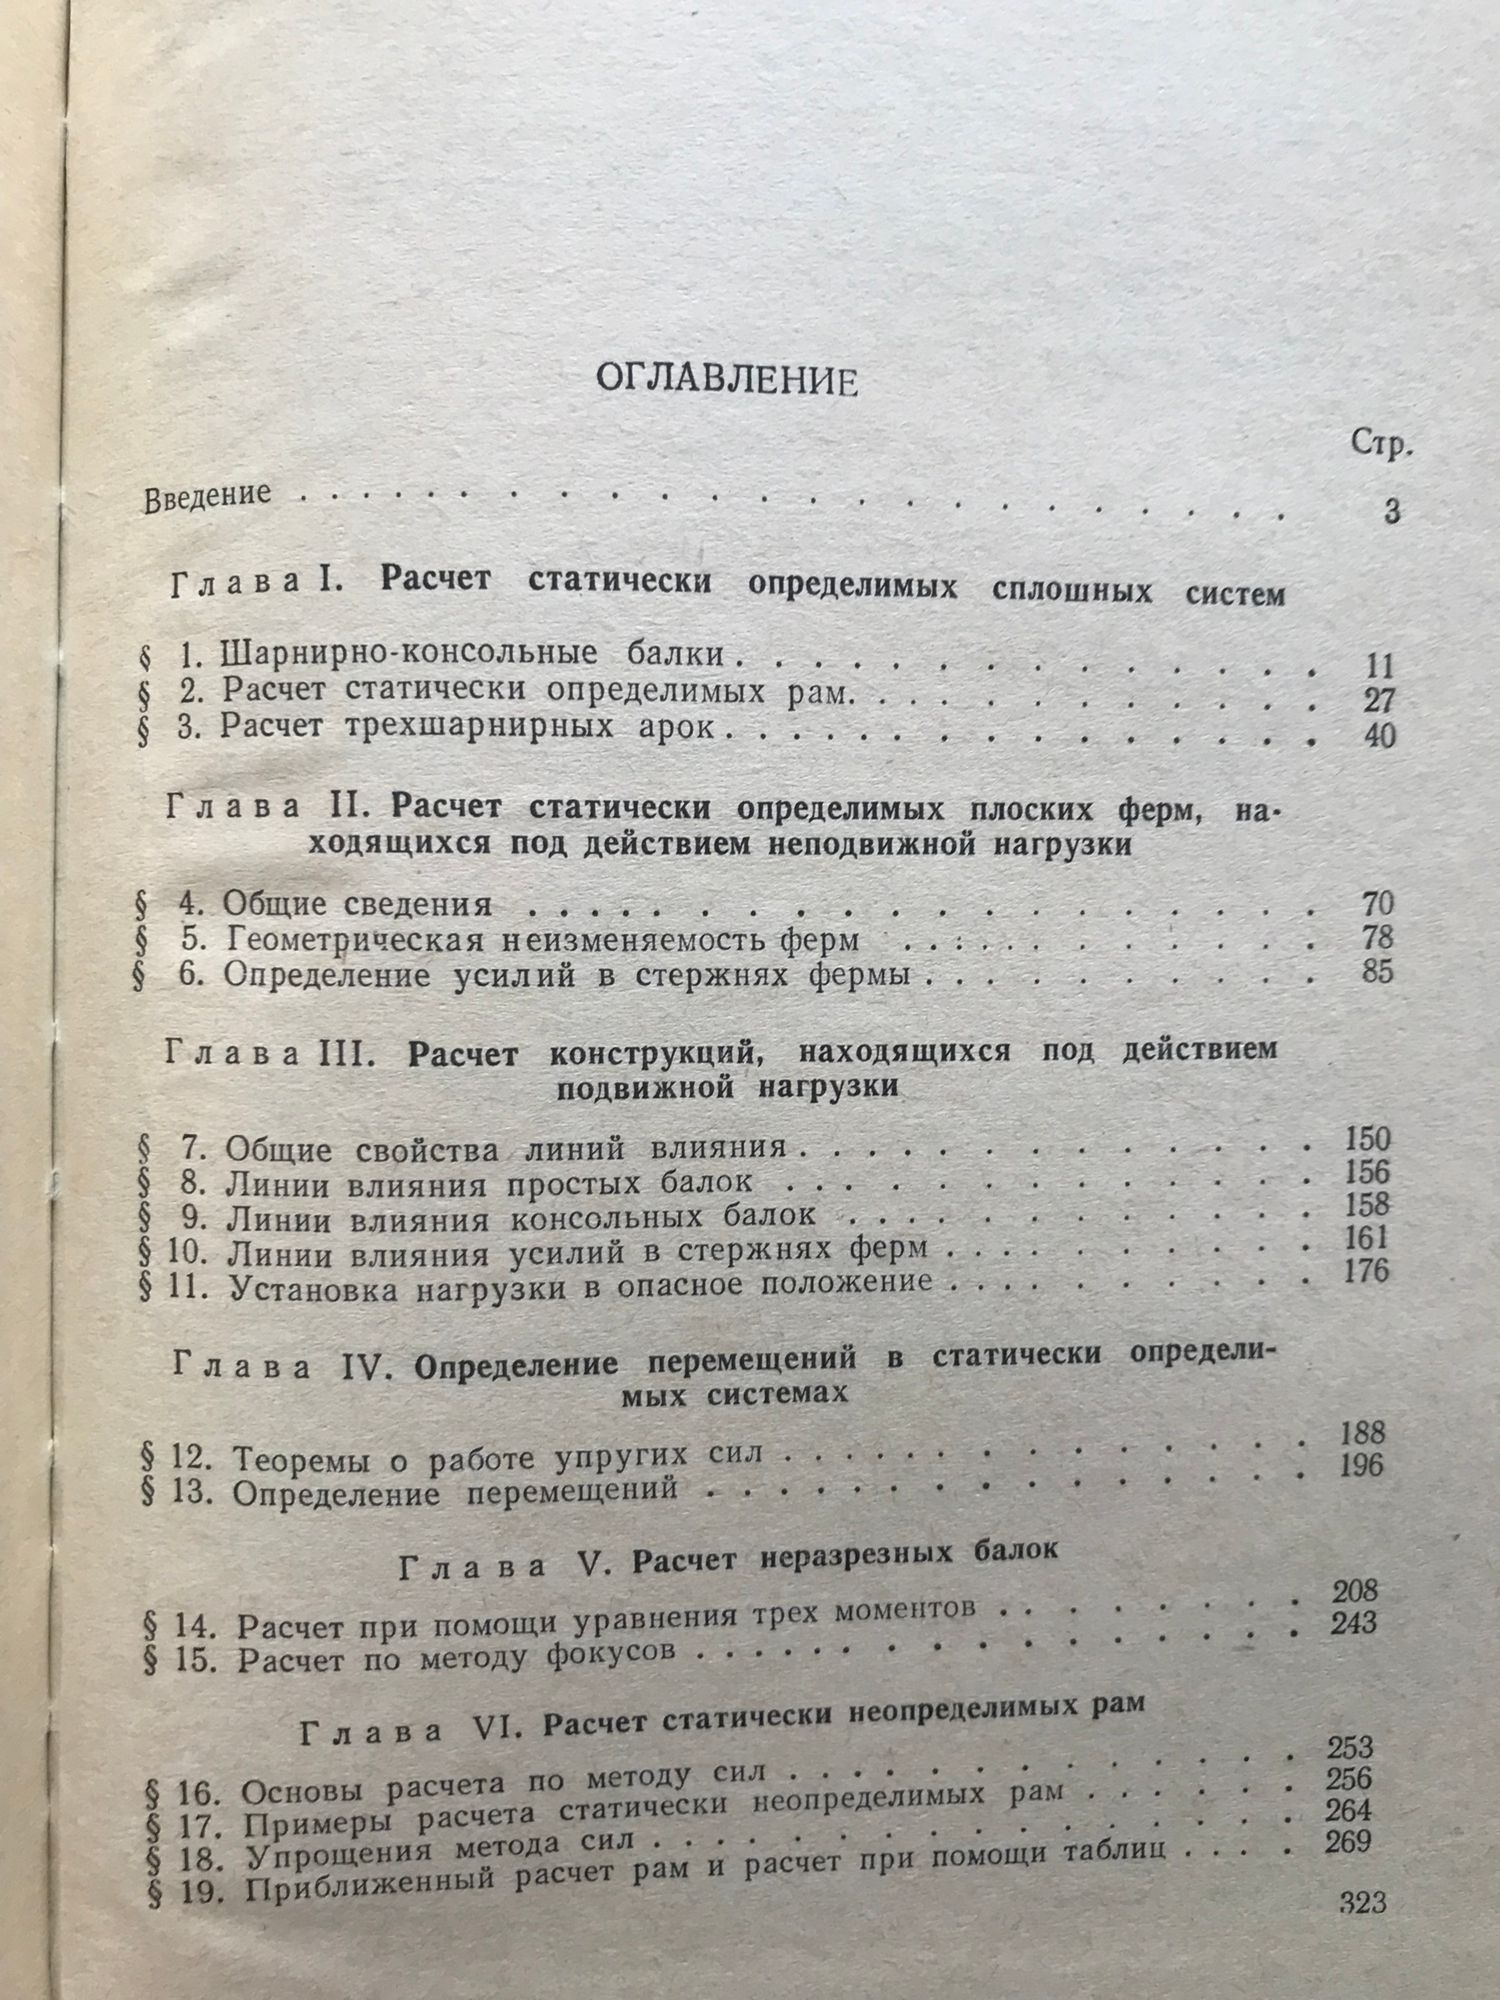 ОГЛАВЛЕНИЕ
Стр.
Введение . . . . . . . . . . . . . . . . . . . . . . 3
Глава I. Расчет статически определимых сплошных систем
§ 1. Шарнирно-консольные балки . . . . . . . . . . . . . . 11
§ 2. Расчет статически определимых рам. . . . . . . . . . . 27
§ 3. Расчет трехшарнирных арок . . . . . . . . . . . . . . 40
Глава II. Расчет статически определимых плоских ферм, на-
ходящихся под действием неподвижной нагрузки
§ 4. Общие сведения . . . . . . . . . . . . . . . . . . 70
§ 5. Геометрическая неизменяемость ферм . . . . . . . . . . 78
§ 6. Определение усилий в стержнях фермы . . . . . . . . . . 85
Глава III. Расчет конструкций, находящихся под действием
подвижной нагрузки
§ 7. Общие свойства линий влияния . . . . . . . . . . . . . 150
§ 8. Линии влияния простых балок . . . . . . . . . . . . . 156
§ 9. Линии влияния консольных балок . . . . . . . . . . . . 158
§ 10. Линии влияния усилий в стержнях ферм . . . . . . . . . 161
§ 11. Установка нагрузки в опасное положение . . . . . . . . . 176
Глава IV. Определение перемещений в статически определи-
мых системах
§ 12. Теоремы о работе упругих сил . . . . . . . . . . . . . 188
§ 13. Определение перемещений . . . . . . . . . . . . . . . 196
Глава V. Расчет неразрезных балок
§ 14. Расчет при помощи уравнения трех моментов . . . . . . . . 208
§ 15. Расчет по методу фокусов . . . . . . . . . . . . . . . 243
Глава VI. Расчет статически неопределимых рам
§ 16. Основы расчета по методу сил . . . . . . . . . . . . . 253
§ 17. Примеры расчета статически неопределимых рам . . . . . . 256
§ 18. Упрощения метода сил . . . . . . . . . . . . . . . . 264
§ 19. Приближенный расчет рам и расчет при помощи таблиц . . . . 269
323